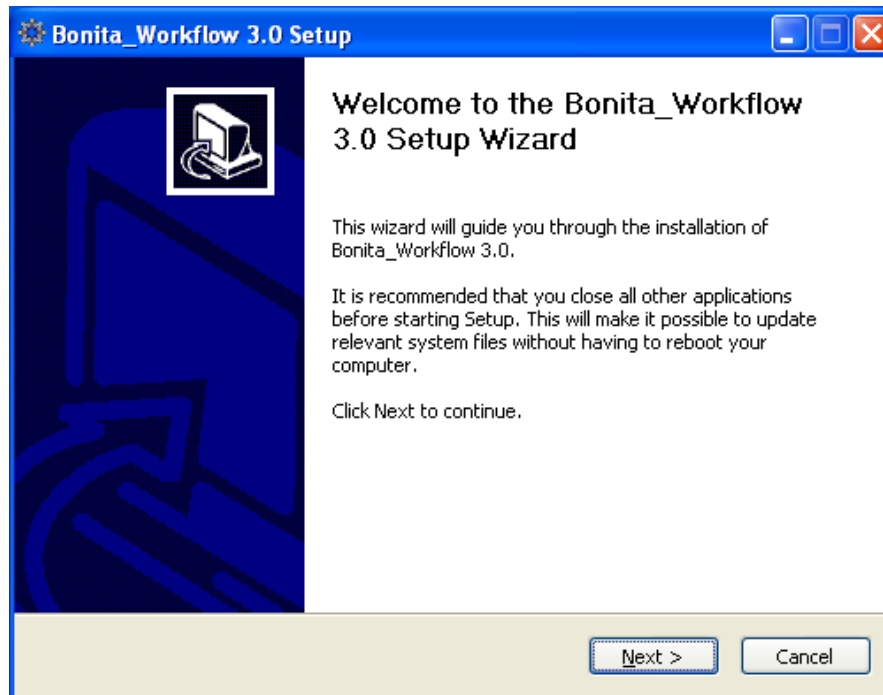 Bonita_Workflow 3.0 Setup
Welcome to the Bonita_Workflow
3.0 Setup Wizard
This wizard will guide you through the installation of
Bonita_Workflow 3.0.
It is recommended that you close all other applications
before starting Setup. This will make it possible to update
relevant system files without having to reboot your
computer.
Click Next to continue.
Next >
Cancel